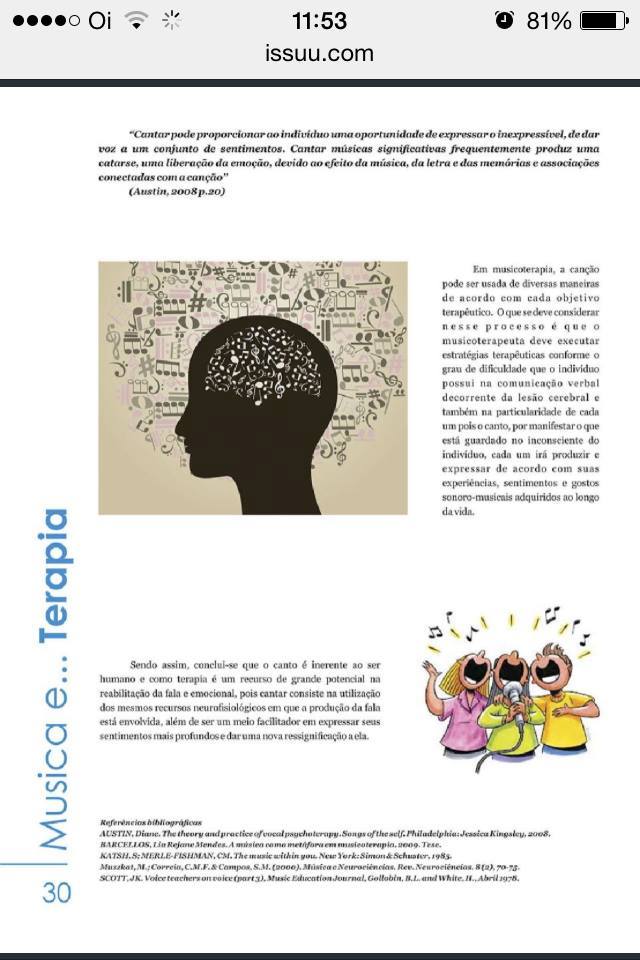 Oi 11:53 81%
issuu.com
"Cantar pode proporcionar ao indivíduo uma oportunidade de expressar o inexpressível, de dar
voz a um conjunto de sentimentos. Cantar músicas significativas frequentemente produz uma
catarse, uma liberação da emoção, devido ao efeito da música, da letra e das memórias e associações
conectadas com a canção"
(Austin, 2008 p.20)
Em musicoterapia, a canção
pode ser usada de diversas maneiras
de acordo com cada objetivo
terapêutico. O que se deve considerar
nesse processo é que o
musicoterapeuta deve executar
estratégias terapêuticas conforme o
grau de dificuldade que o individuo
possui na comunicação verbal
decorrente da lesão cerebral e
também na particularidade de cada
um pois o canto, por manifestar o que
está guardado no inconsciente do
indivíduo, cada um irá produzir e
expressar de acordo com suas
experiências, sentimentos e gostos
sonoro-musicais adquiridos ao longo
da vida.
Sendo assim, conclui-se que o canto é inerente ao ser
humano e como terapia é um recurso de grande potencial na
reabilitação da fala e emocional, pois cantar consiste na utilização
dos mesmos recursos neurofisiológicos em que a produção da fala
está envolvida, além de ser um meio facilitador em expressar seus
sentimentos mais profundos e dar uma nova ressignificação a ela.
Musica e... Terapia
30
Referências bibliográficas
AUSTIN, Diane. The theory and practice of vocal psychoterapy. Songs of the self. Philadelphia: Jessica Kingsley, 2008.
BARCELLOS, Lia Rejane Mendes. A música como metáfora em musicoterapia. 2009. Tese.
KATSH, S; MERLE-FISHMAN, CM. The music within you. New York: Simon & Schuster, 1985.
Muszkat, M.; Correia, C.M.F. & Campos, S.M. (2000). Música e Neurociências. Rev. Neurociências. 8(2), 70-75.
SCOTT, JK. Voice teachers on voice (part 3), Music Education Journal, Gollobin, B.L. and White, H., Abril 1978.